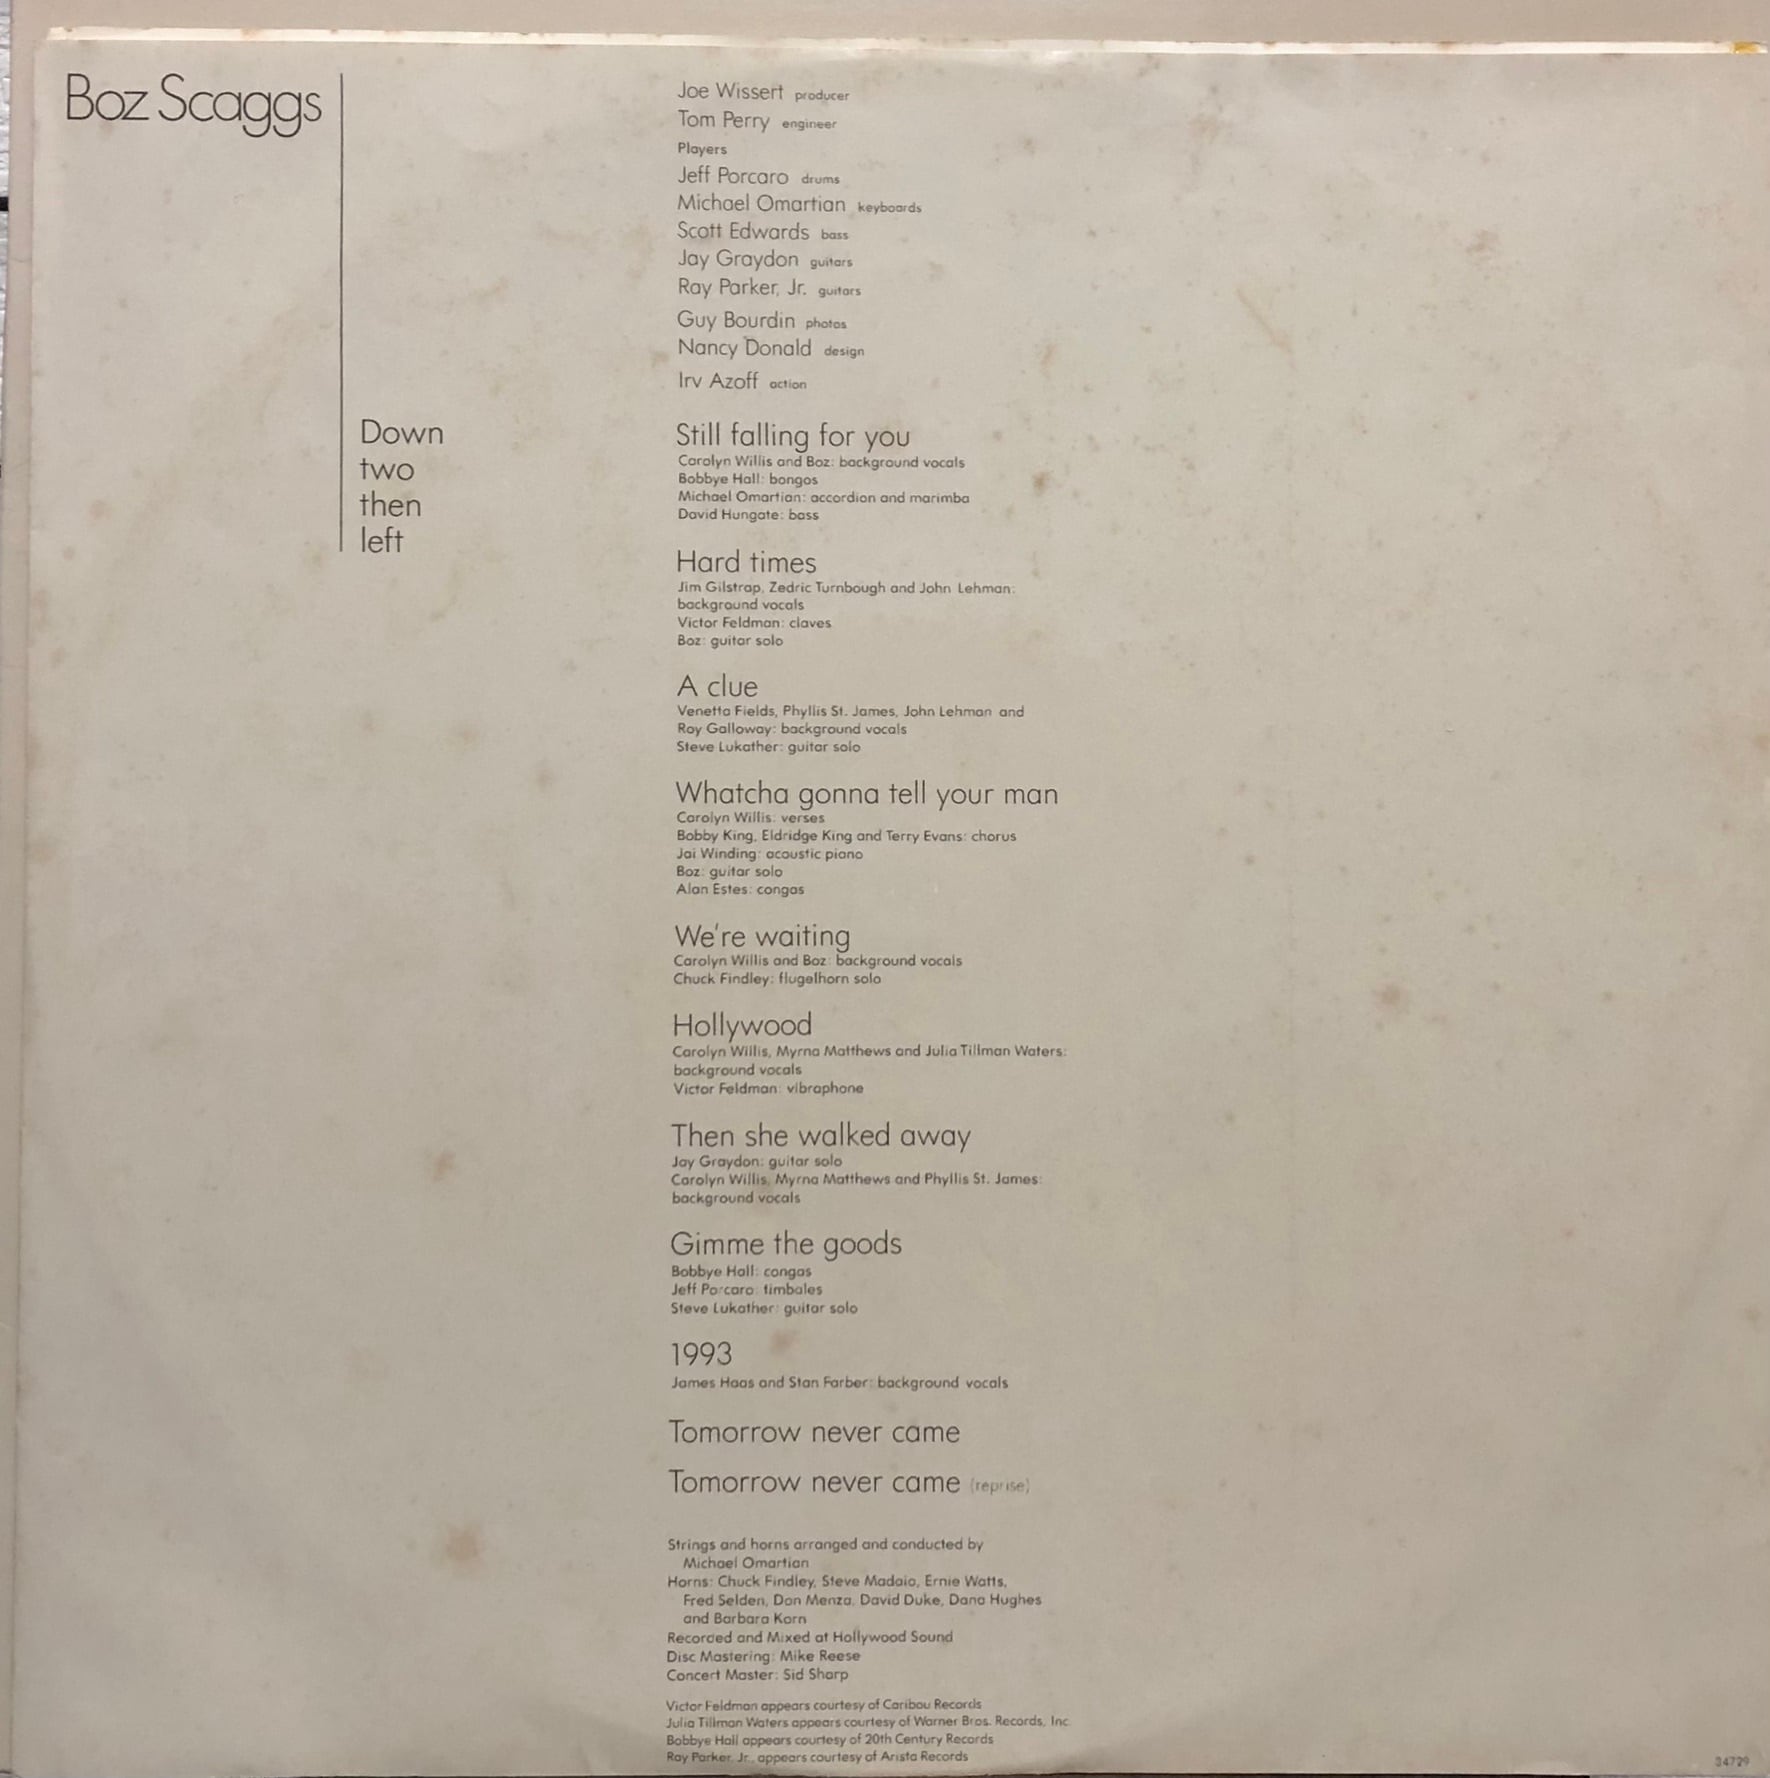 Boz Scaggs
Down
two
then
left
Joe Wissert producer
Tom Perry engineer
Players
Jeff Porcaro drums
Michael Omartian keyboards
Scott Edwards bass
Jay Graydon guitars
Ray Parker, Jr. guitars
Guy Bourdin photos
Nancy Donald design
Irv Azoff action
Still falling for you
Carolyn Willis and Boz: background vocals
Bobbye Hall: bongos
Michael Omartian: accordion and marimba
David Hungate: bass
Hard times
Jim Gilstrap, Zedric Turnbough and John Lehman:
background vocals
Victor Feldman: claves
Boz: guitar solo
A clue
Venetta Fields, Phyllis St. James, John Lehman and
Roy Galloway: background vocals
Steve Lukather: guitar solo
Whatcha gonna tell your man
Carolyn Willis: verses
Bobby King, Eldridge King and Terry Evans: chorus
Jai Winding: acoustic piano
Boz: guitar solo
Alan Estes: congas
We're waiting
Carolyn Willis and Boz: background vocals
Chuck Findley: flugelhorn solo
Hollywood
Carolyn Willis, Myrna Matthews and Julia Tillman Waters:
background vocals
Victor Feldman: vibraphone
Then she walked away
Jay Graydon: guitar solo
Carolyn Willis, Myrna Matthews and Phyllis St. James:
background vocals
Gimme the goods
Bobbye Hall: congas
Jeff Porcaro: timbales
Steve Lukather: guitar solo
1993
James Haas and Stan Farber: background vocals
Tomorrow never came
Tomorrow never came (reprise)
Strings and horns arranged and conducted by
Michael Omartian
Horns: Chuck Findley, Steve Madaio, Ernie Watts,
Fred Selden, Don Menza, David Duke, Dana Hughes
and Barbara Korn
Recorded and Mixed at Hollywood Sound
Disc Mastering: Mike Reese
Concert Master: Sid Sharp
Victor Feldman appears courtesy of Caribou Records
Julia Tillman Waters appears courtesy of Warner Bros. Records, Inc.
Bobbye Hall appears courtesy of 20th Century Records
Ray Parker, Jr., appears courtesy of Arista Records
34729